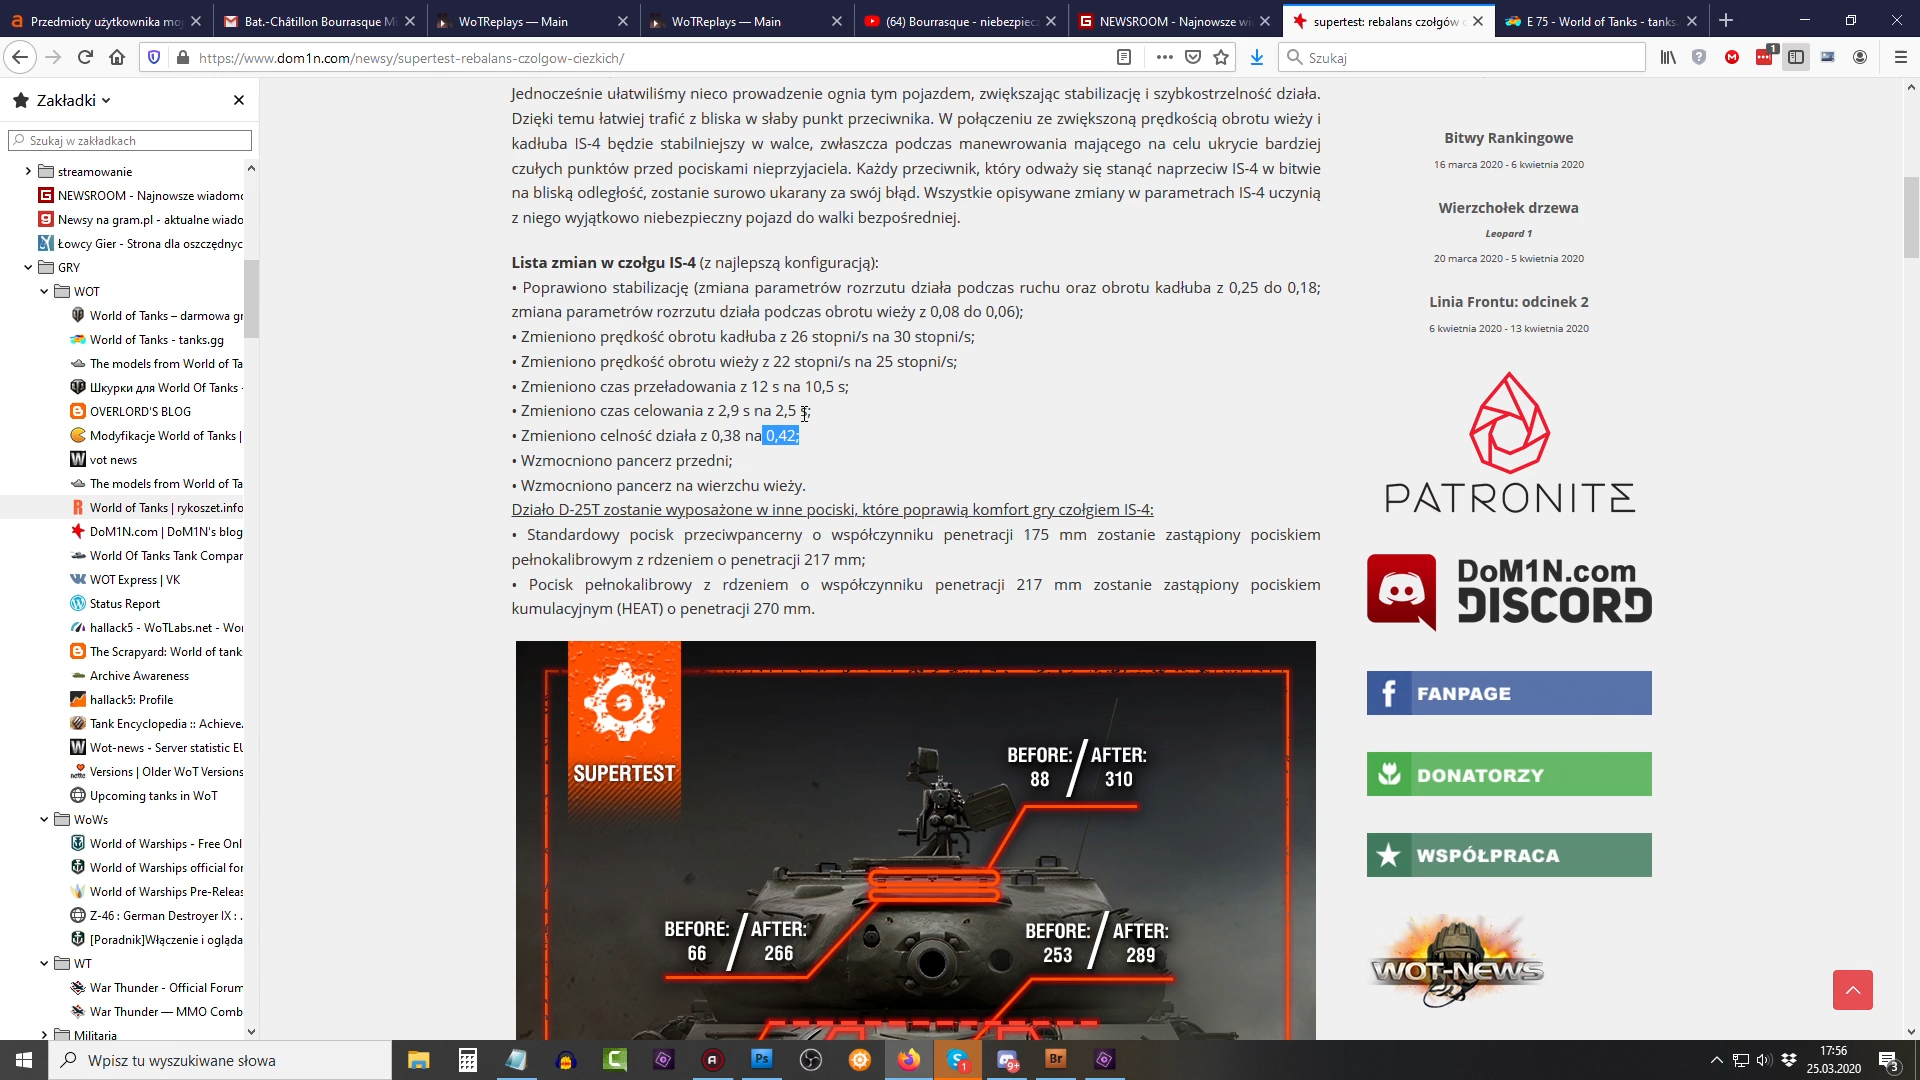 Przedmioty użytkownika mo
Bat.-Châtillon Bourrasque Mi
WoTReplays — Main
WoTReplays — Main
(64) Bourrasque - niebezpiec
NEWSROOM - Najnowsze wi
supertest: rebalans czołgów c
E 75 - World of Tanks - tanks.
https://www.dom1n.com/newsy/supertest-rebalans-czolgow-ciezkich/
Szukaj
1
Zakładki
Szukaj w zakładkach
streamowanie
NEWSROOM - Najnowsze wiadomo
Newsy na gram.pl - aktualne wiado
Łowcy Gier - Strona dla oszczędnyc
GRY
WOT
World of Tanks – darmowa gr
World of Tanks - tanks.gg
The models from World of Ta
Шкурки для World Of Tanks -
OVERLORD'S BLOG
Modyfikacje World of Tanks |
vot news
The models from World of Ta
World of Tanks | rykoszet.info
DoM1N.com | DoM1N's blog
World Of Tanks Tank Compar
WOT Express | VK
Status Report
hallack5 - WoTLabs.net - Wor
The Scrapyard: World of tank
Archive Awareness
hallack5: Profile
Tank Encyclopedia :: Achieve.
Wot-news - Server statistic EU
Versions | Older WoT Versions
Upcoming tanks in WoT
WoWs
World of Warships - Free Onl
World of Warships official for
World of Warships Pre-Releas
Z-46 : German Destroyer IX : .
[Poradnik]Włączenie i ogląda
WT
War Thunder - Official Forum
War Thunder — MMO Comb
Militaria
Jednocześnie ułatwiliśmy nieco prowadzenie ognia tym pojazdem, zwiększając stabilizację i szybkostrzelność działa.
Dzięki temu łatwiej trafić z bliska w słaby punkt przeciwnika. W połączeniu ze zwiększoną prędkością obrotu wieży i
kadłuba IS-4 będzie stabilniejszy w walce, zwłaszcza podczas manewrowania mającego na celu ukrycie bardziej
czułych punktów przed pociskami nieprzyjaciela. Każdy przeciwnik, który odważy się stanąć naprzeciw IS-4 w bitwie
na bliską odległość, zostanie surowo ukarany za swój błąd. Wszystkie opisywane zmiany w parametrach IS-4 uczynią
z niego wyjątkowo niebezpieczny pojazd do walki bezpośredniej.
Lista zmian w czołgu IS-4 (z najlepszą konfiguracją):
• Poprawiono stabilizację (zmiana parametrów rozrzutu działa podczas ruchu oraz obrotu kadłuba z 0,25 do 0,18;
zmiana parametrów rozrzutu działa podczas obrotu wieży z 0,08 do 0,06);
• Zmieniono prędkość obrotu kadłuba z 26 stopni/s na 30 stopni/s;
• Zmieniono prędkość obrotu wieży z 22 stopni/s na 25 stopni/s;
• Zmieniono czas przeładowania z 12 s na 10,5 s;
• Zmieniono czas celowania z 2,9 s na 2,5 s;
• Zmieniono celność działa z 0,38 na 0,42;
• Wzmocniono pancerz przedni;
• Wzmocniono pancerz na wierzchu wieży.
Działo D-25T zostanie wyposażone w inne pociski, które poprawią komfort gry czołgiem IS-4:
• Standardowy pocisk przeciwpancerny o współczynniku penetracji 175 mm zostanie zastąpiony pociskiem
pełnokalibrowym z rdzeniem o penetracji 217 mm;
• Pocisk pełnokalibrowy z rdzeniem o współczynniku penetracji 217 mm zostanie zastąpiony pociskiem
kumulacyjnym (HEAT) o penetracji 270 mm.
SUPERTEST
BEFORE: / AFTER:
88 310
BEFORE: / AFTER:
66 266
BEFORE: / AFTER:
253 289
Bitwy Rankingowe
16 marca 2020 - 6 kwietnia 2020
Wierzchołek drzewa
Leopard 1
20 marca 2020 - 5 kwietnia 2020
Linia Frontu: odcinek 2
6 kwietnia 2020 - 13 kwietnia 2020
PATRONITE
DoM1N.com
DISCORD
FANPAGE
DONATORZY
WSPÓŁPRACA
WOT-NEWS
Wpisz tu wyszukiwane słowa
Ps
1
9+
Br
17:56
25.03.2020
3